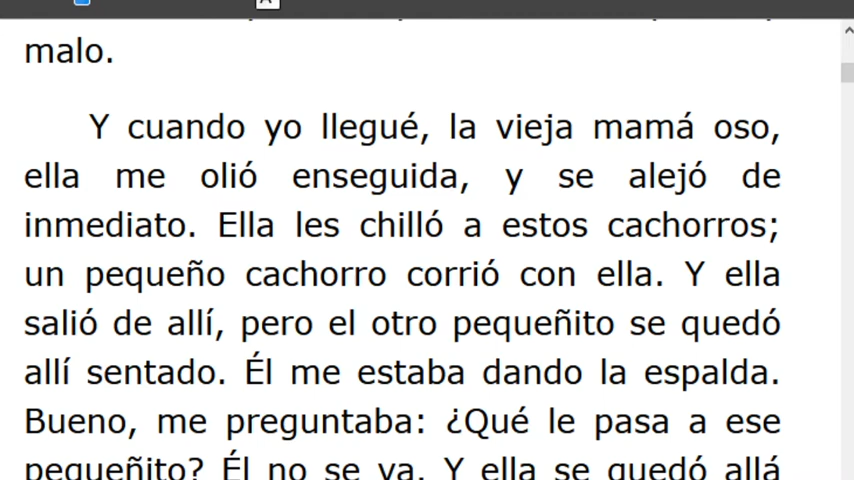 malo.
Y cuando yo llegué, la vieja mamá oso,
ella me olió enseguida, y se alejó de
inmediato. Ella les chilló a estos cachorros;
un pequeño cachorro corrió con ella. Y ella
salió de allí, pero el otro pequeñito se quedó
allí sentado. Él me estaba dando la espalda.
Bueno, me preguntaba: ¿Qué le pasa a ese
pequeñito? Él no se va. Y ella se quedó allá